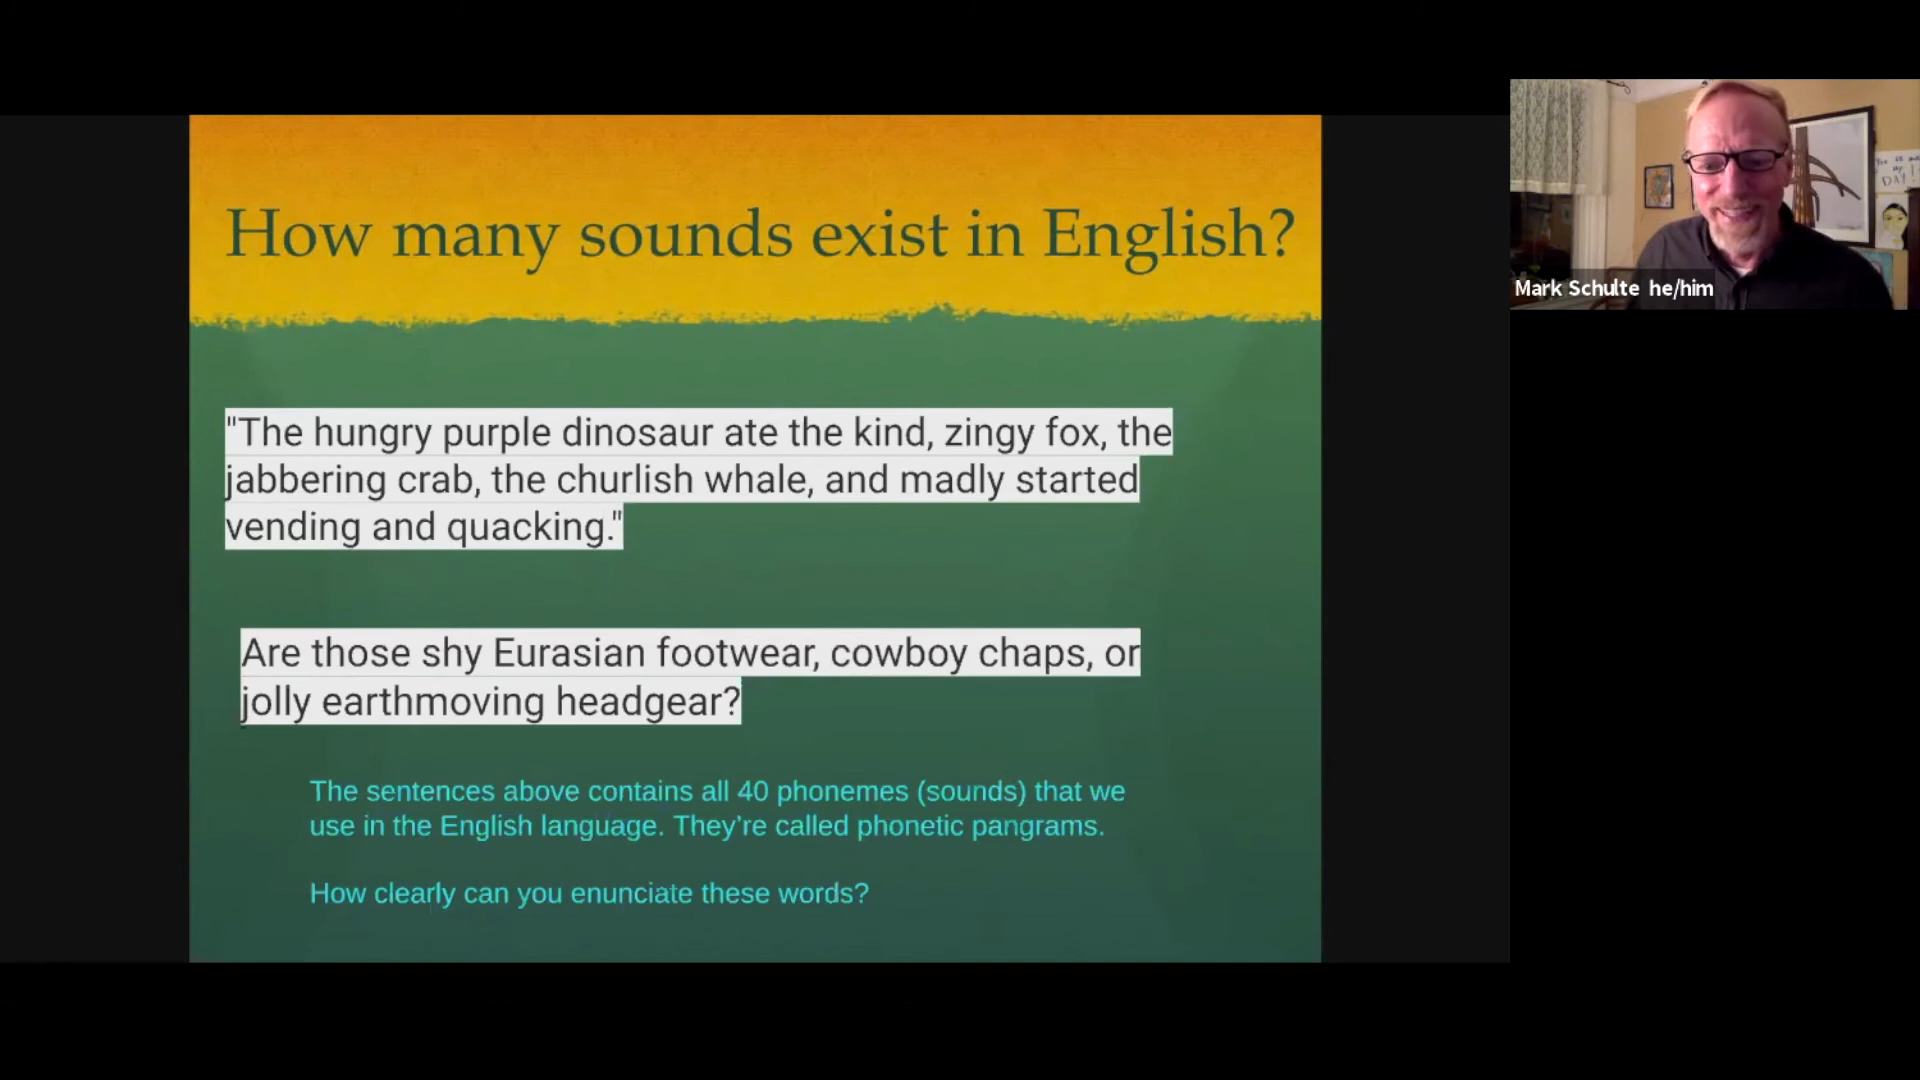 How many sounds exist in English?
"The hungry purple dinosaur ate the kind, zingy fox, the
jabbering crab, the churlish whale, and madly started
vending and quacking."
Are those shy Eurasian footwear, cowboy chaps, or
jolly earthmoving headgear?
The sentences above contains all 40 phonemes (sounds) that we
use in the English language. They’re called phonetic pangrams.
How clearly can you enunciate these words?
DAY!
Mark Schulte he/him